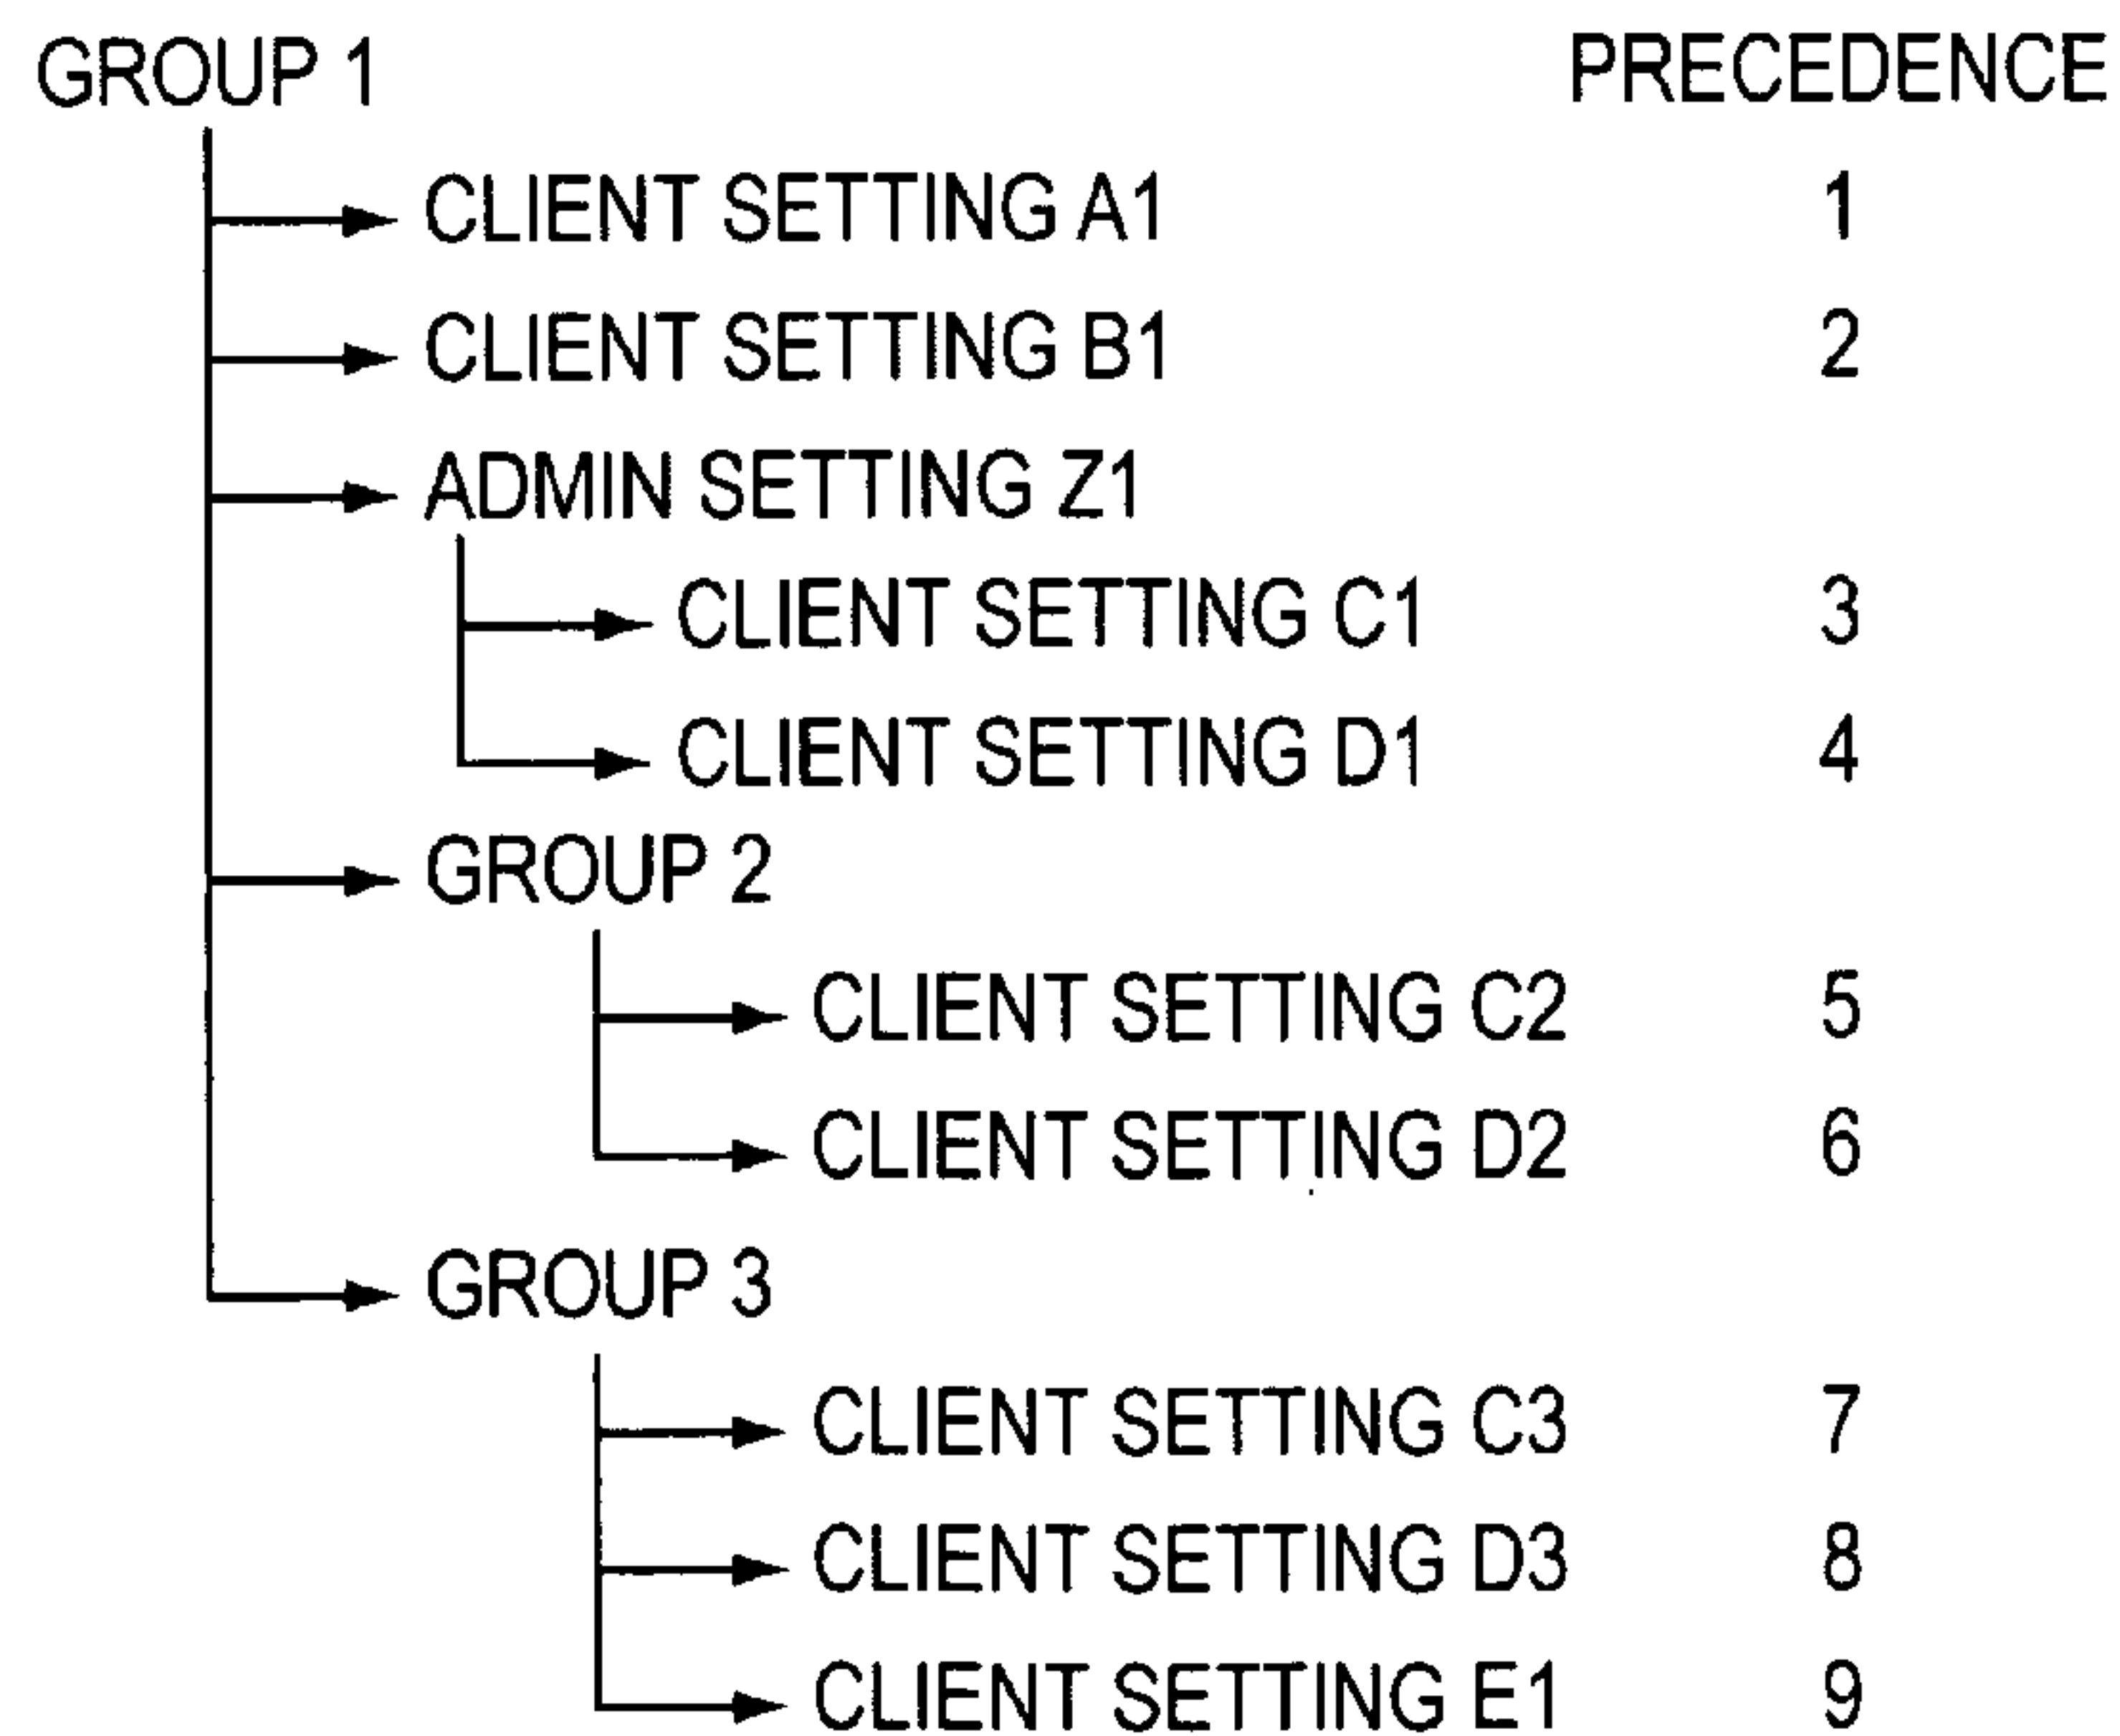 GROUP 1 PRECEDENCE
CLIENT SETTING A1 1
CLIENT SETTING B1 2
ADMIN SETTING Z1
CLIENT SETTING C1 3
CLIENT SETTING D1 4
GROUP 2
CLIENT SETTING C2 5
CLIENT SETTING D2 6
GROUP 3
CLIENT SETTING C3 7
CLIENT SETTING D3 8
CLIENT SETTING E1 9